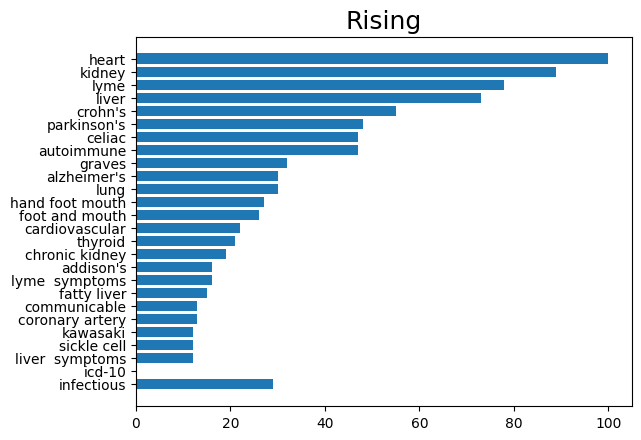 Rising
heart
kidney
lyme
liver
crohn's
parkinson's
celiac
autoimmune
graves
alzheimer's
lung
hand foot mouth
foot and mouth
cardiovascular
thyroid
chronic kidney
addison's
lyme  symptoms
fatty liver
communicable
coronary artery
kawasaki
sickle cell
liver  symptoms
icd-10
infectious
0 20 40 60 80 100